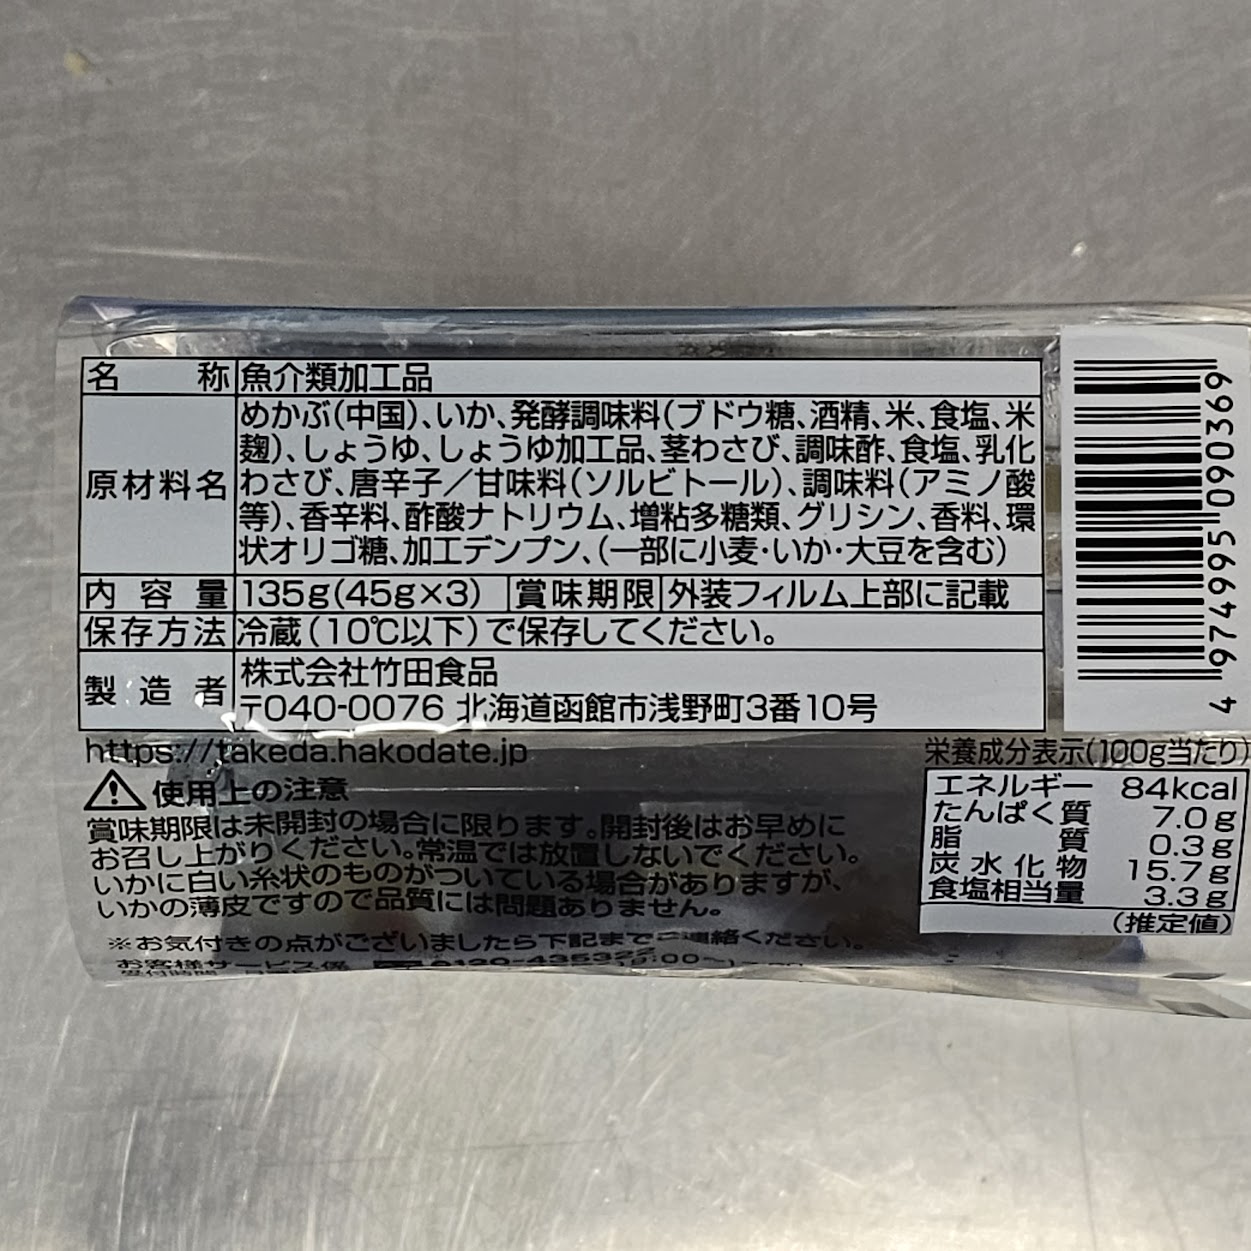 名称 魚介類加工品
原材料名 めかぶ(中国)、いか、発酵調味料(ブドウ糖、酒精、米、食塩、米
麹)、しょうゆ、しょうゆ加工品、茎わさび、調味酢、食塩、乳化
わさび、唐辛子／甘味料(ソルビトール)、調味料(アミノ酸
等)、香辛料、酢酸ナトリウム、増粘多糖類、グリシン、香料、環
状オリゴ糖、加工デンプン、(一部に小麦・いか・大豆を含む)
内容量 135g(45g×3) 賞味期限 外装フィルム上部に記載
保存方法 冷蔵(10℃以下)で保存してください。
製造者 株式会社竹田食品
〒040-0076 北海道函館市浅野町3番10号
4 974995 090369
https://takeda.hakodate.jp
使用上の注意
賞味期限は未開封の場合に限ります。開封後はお早めに
お召し上がりください。常温では放置しないでください。
いかに白い糸状のものがついている場合がありますが、
いかの薄皮ですので品質には問題ありません。
※お気付きの点がございましたら下記までご連絡ください。
お客様サービス係
受付時間
栄養成分表示(100g当たり)
エネルギー 84kcal
たんぱく質 7.0g
脂質 0.3g
炭水化物 15.7g
食塩相当量 3.3g
(推定値)